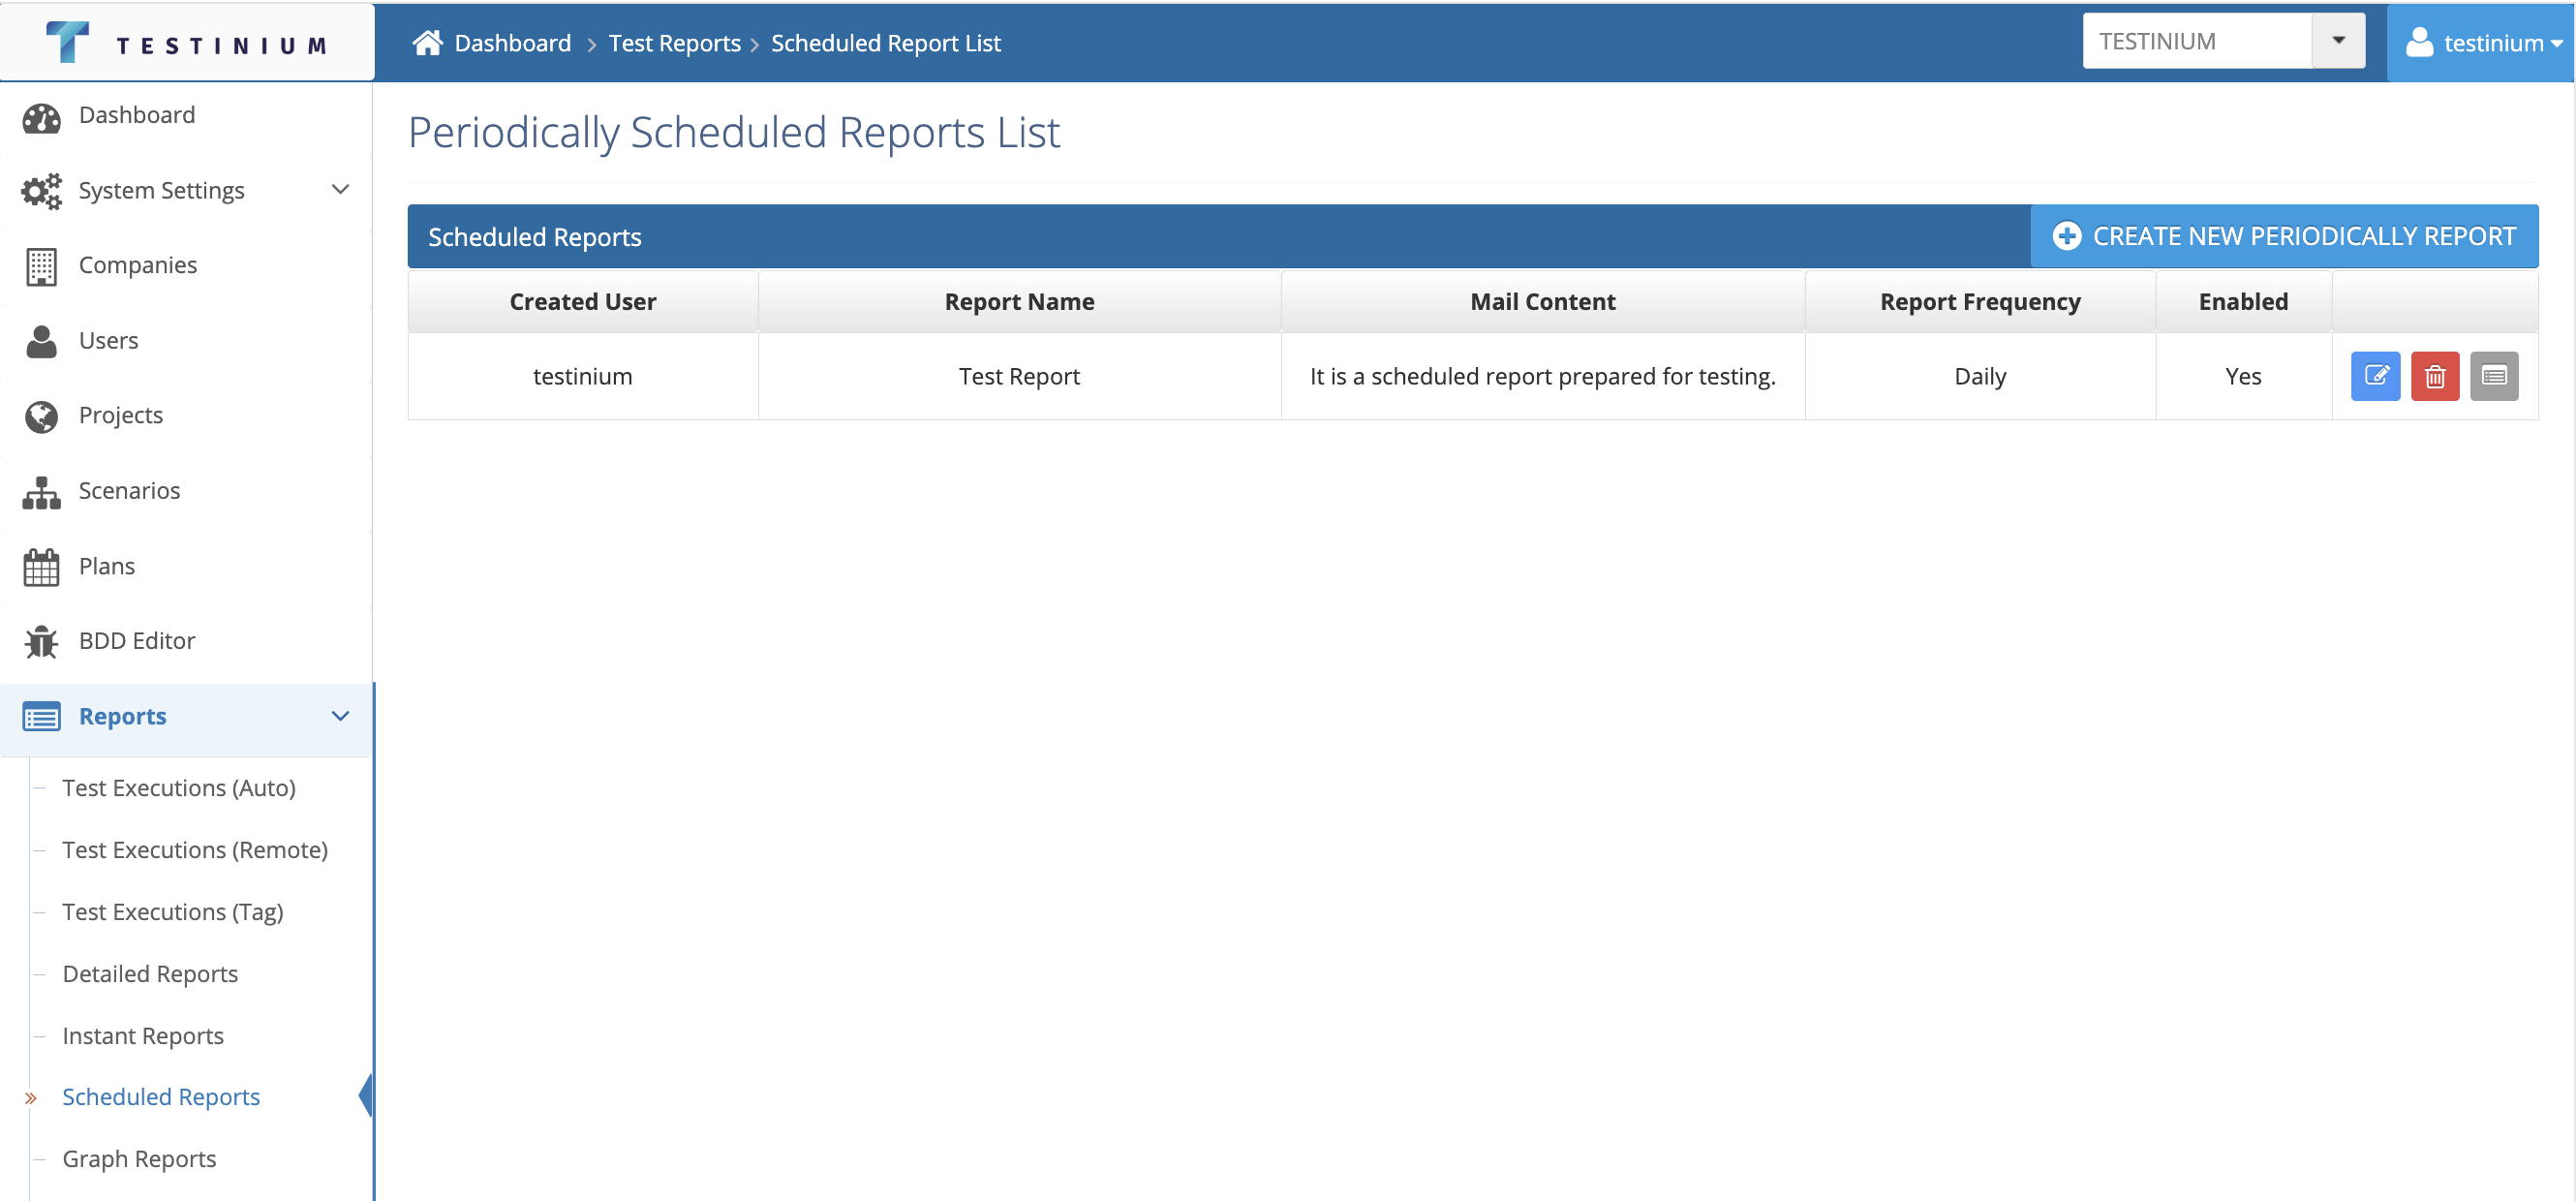 TESTINIUM
Dashboard > Test Reports > Scheduled Report List
TESTINIUM
testinium
Dashboard
System Settings
Companies
Users
Projects
Scenarios
Plans
BDD Editor
Reports
Test Executions (Auto)
Test Executions (Remote)
Test Executions (Tag)
Detailed Reports
Instant Reports
» Scheduled Reports
Graph Reports
Periodically Scheduled Reports List
Scheduled Reports
CREATE NEW PERIODICALLY REPORT
Created User Report Name Mail Content Report Frequency Enabled
testinium Test Report It is a scheduled report prepared for testing. Daily Yes